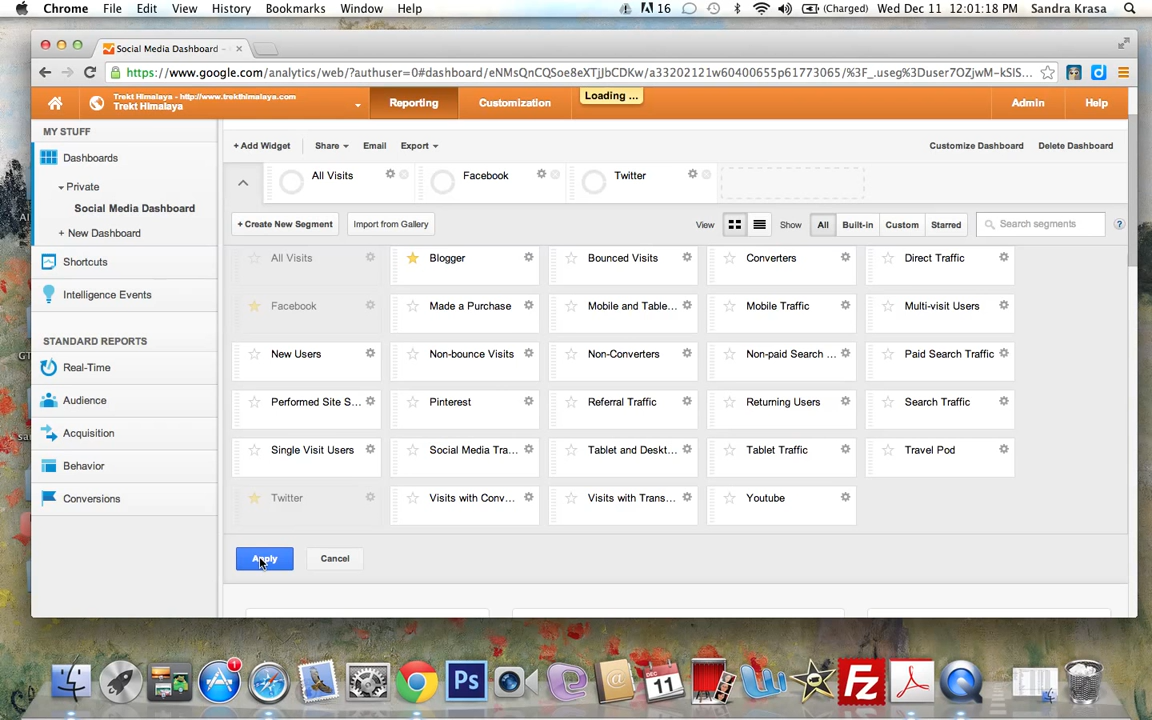 Chrome File Edit View History Bookmarks Window Help 16 (Charged) Wed Dec 11 12:01:18 PM Sandra Krasa
Social Media Dashboard -
https://www.google.com/analytics/web/?authuser=0#dashboard/eNMsQnCQSoe8eXTjJbCDKw/a33202121w60400655p61773065/%3F_.useg%3Duser7OZjwM-kSlS...
Trekt Himalaya - http://www.trekthimalaya.com
Trekt Himalaya
Reporting Customization Loading ... Admin Help
MY STUFF
Dashboards
Private
Social Media Dashboard
+ New Dashboard
Shortcuts
Intelligence Events
STANDARD REPORTS
Real-Time
Audience
Acquisition
Behavior
Conversions
+ Add Widget Share Email Export Customize Dashboard Delete Dashboard
All Visits Facebook Twitter
+ Create New Segment Import from Gallery View Show All Built-in Custom Starred Search segments ?
All Visits Blogger Bounced Visits Converters Direct Traffic
Facebook Made a Purchase Mobile and Table... Mobile Traffic Multi-visit Users
New Users Non-bounce Visits Non-Converters Non-paid Search ... Paid Search Traffic
Performed Site S... Pinterest Referral Traffic Returning Users Search Traffic
Single Visit Users Social Media Tra... Tablet and Deskt... Tablet Traffic Travel Pod
Twitter Visits with Conv... Visits with Trans... Youtube
Apply Cancel
1 Ps DEC 11 Fz